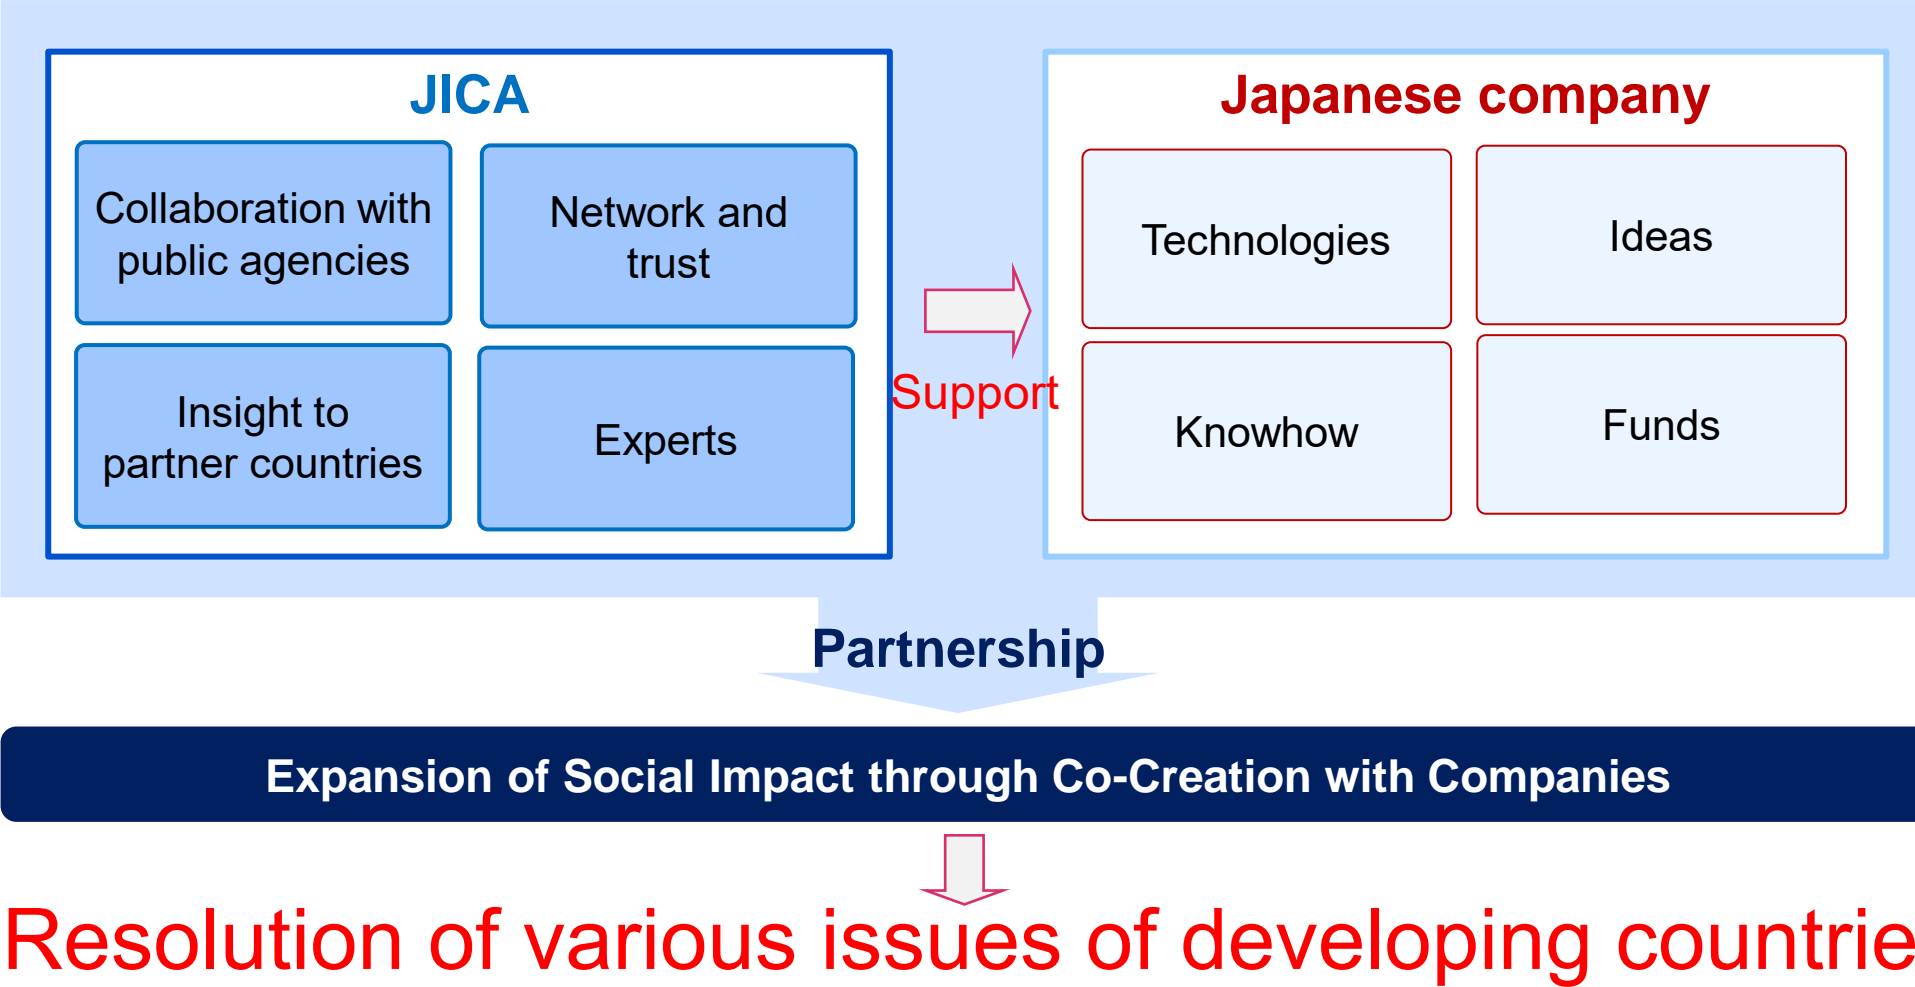 JICA
Collaboration with
public agencies
Network and
trust
Insight to
partner countries
Experts
Support
Japanese company
Technologies
Ideas
Knowhow
Funds
Partnership
Expansion of Social Impact through Co-Creation with Companies
Resolution of various issues of developing countrie